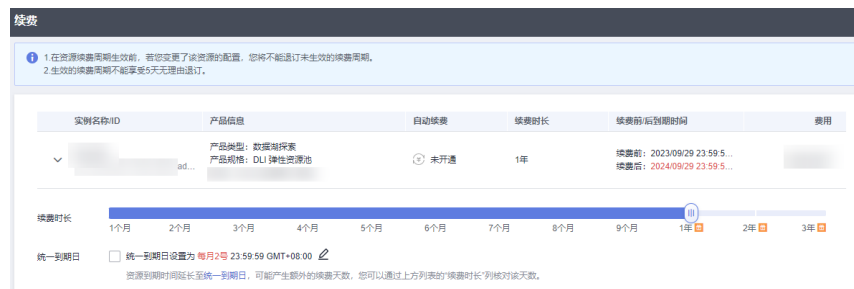 续费
1.在资源续费周期生效前，若您变更了该资源的配置，您将不能退订未生效的续费周期。
2.生效的续费周期不能享受5天无理由退订。
实例名称/ID 产品信息 自动续费 续费时长 续费前/后到期时间 费用
产品类型：数据湖探索
产品规格：DLI 弹性资源池
ad... 未开通 1年
续费前：2023/09/29 23:59:5...
续费后：2024/09/29 23:59:5...
续费时长
1个月 2个月 3个月 4个月 5个月 6个月 7个月 8个月 9个月 1年 2年 3年
统一到期日 统一到期日设置为 每月2号 23:59:59 GMT+08:00
资源到期时间延长至统一到期日，可能产生额外的续费天数，您可以通过上方列表的“续费时长”列核对该天数。